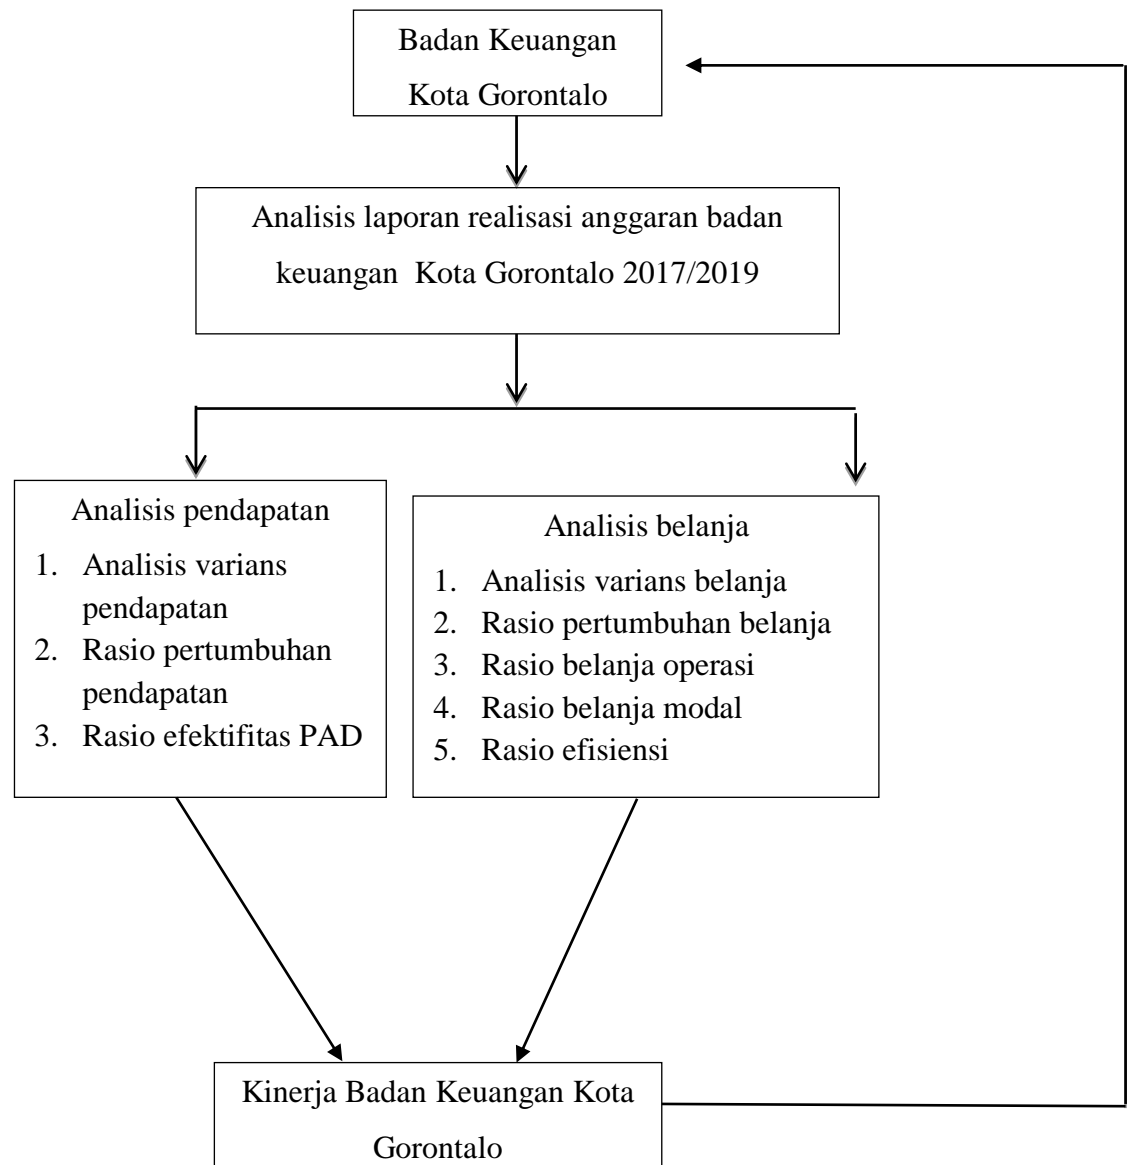 Badan Keuangan
Kota Gorontalo
Analisis laporan realisasi anggaran badan
keuangan Kota Gorontalo 2017/2019
Analisis pendapatan
1. Analisis varians
pendapatan
2. Rasio pertumbuhan
pendapatan
3. Rasio efektifitas PAD
Analisis belanja
1. Analisis varians belanja
2. Rasio pertumbuhan belanja
3. Rasio belanja operasi
4. Rasio belanja modal
5. Rasio efisiensi
Kinerja Badan Keuangan Kota
Gorontalo